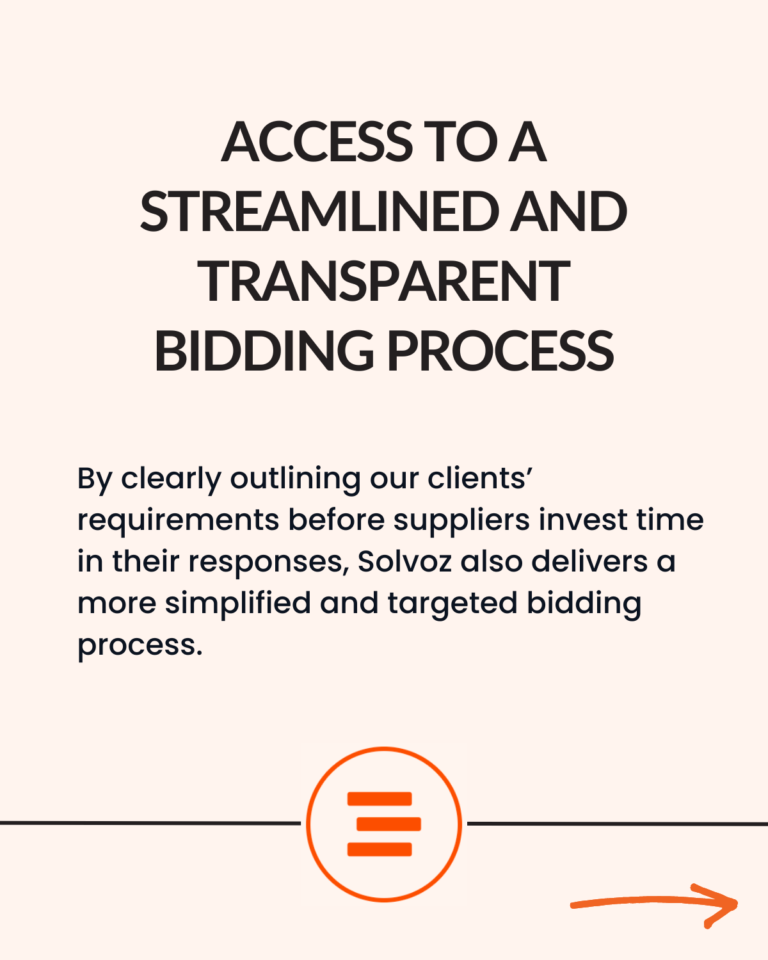 ACCESS TO A
STREAMLINED AND
TRANSPARENT
BIDDING PROCESS
By clearly outlining our clients’
requirements before suppliers invest time
in their responses, Solvoz also delivers a
more simplified and targeted bidding
process.